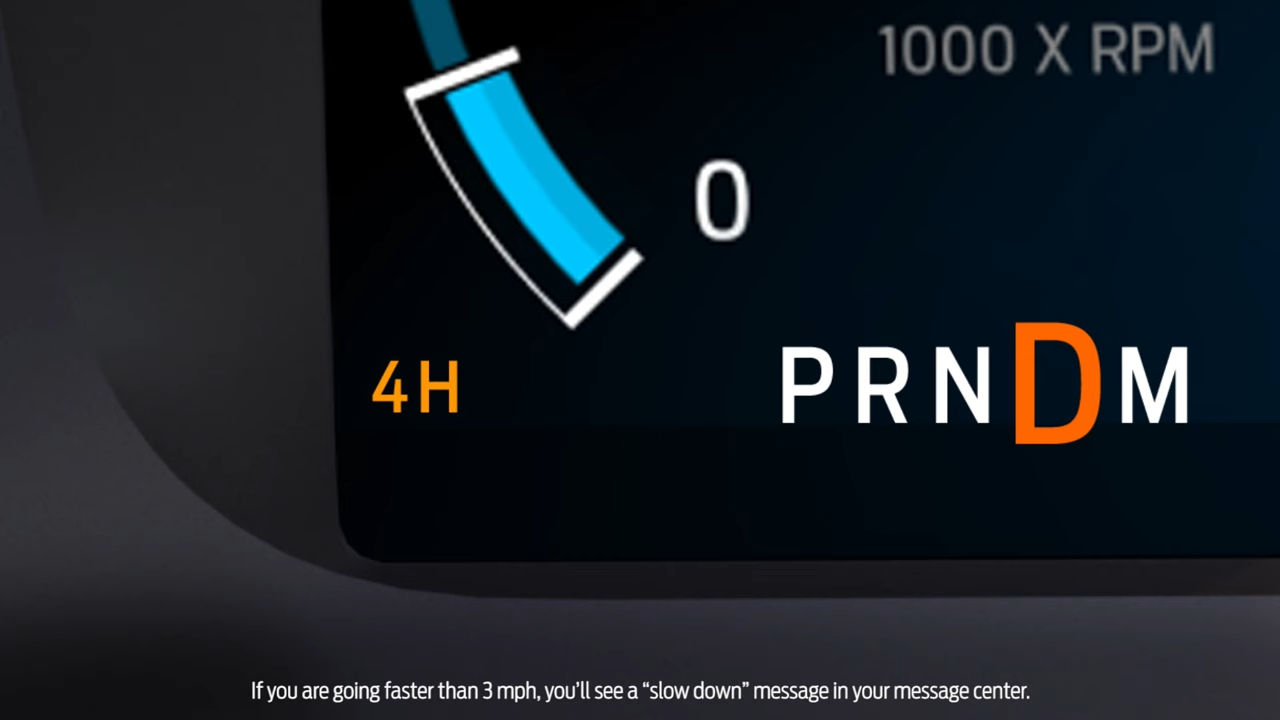 1000 X RPM
0
4H
PRNDM
If you are going faster than 3 mph, you’ll see a “slow down” message in your message center.